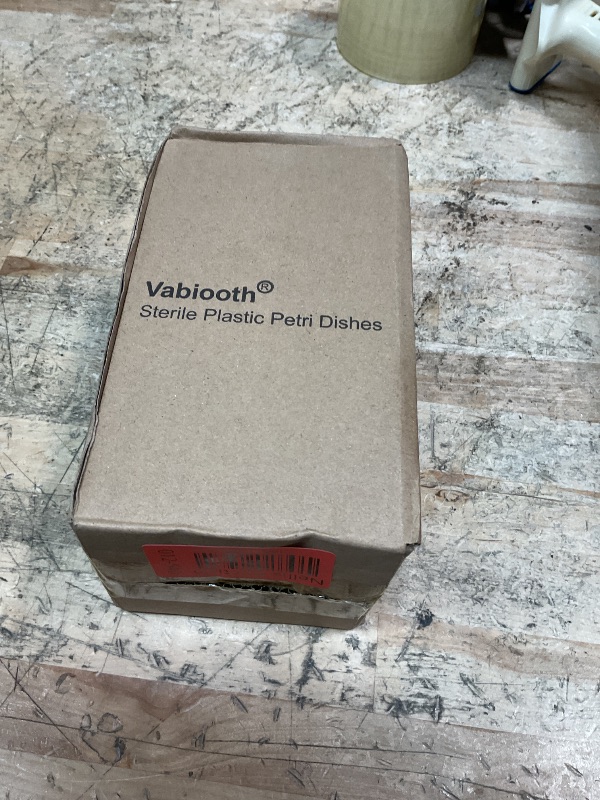 Vabiooth®
Sterile Plastic Petri Dishes